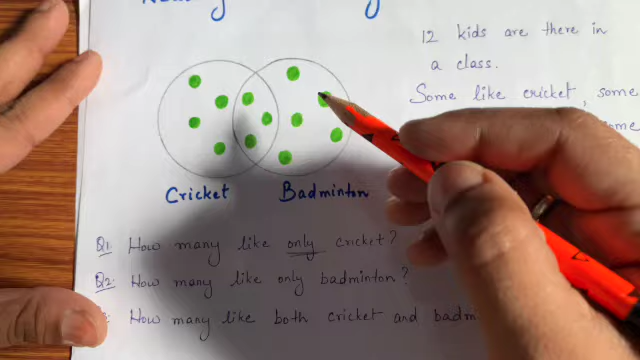 12 kids are there in
a class.
Some like cricket, some
Cricket
Badminton
Q1: How many like only cricket?
Q2: How many like only badminton?
How many like both cricket and